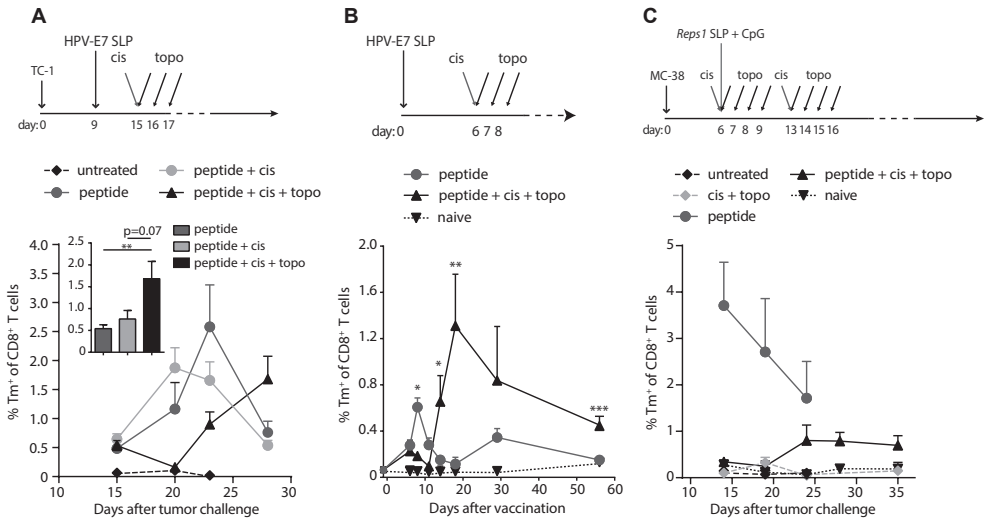 A
HPV-E7 SLP
cis
topo
TC-1
day:0 9 15 16 17
untreated
peptide + cis
peptide
peptide + cis + topo
p=0.07
**
peptide
peptide + cis
peptide + cis + topo
2.5
2.0
1.5
1.0
0.5
0
4.0
3.5
3.0
2.5
2.0
1.5
1.0
0.5
0
% Tm⁺ of CD8⁺ T cells
10 20 30
Days after tumor challenge
B
HPV-E7 SLP
cis
topo
day:0 6 7 8
peptide
peptide + cis + topo
naive
2.0
1.6
1.2
0.8
0.4
0
% Tm⁺ of CD8⁺ T cells
*
*
**
***
0 10 20 30 40 50 60
Days after vaccination
C
Reps1 SLP + CpG
MC-38
cis
topo
cis
topo
day:0 6 7 8 9 13 14 15 16
untreated
peptide + cis + topo
cis + topo
naive
peptide
5
4
3
2
1
0
% Tm⁺ of CD8⁺ T cells
10 15 20 25 30 35
Days after tumor challenge